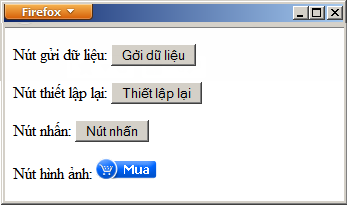 Firefox
Nút gửi dữ liệu: Gởi dữ liệu
Nút thiết lập lại: Thiết lập lại
Nút nhấn: Nút nhấn
Nút hình ảnh: Mua